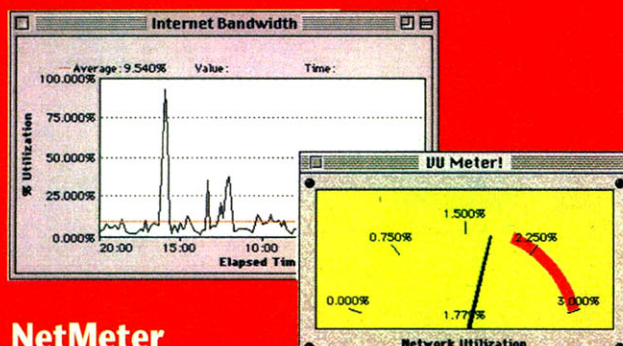 Internet Bandwidth
Average: 9.540% Value: Time:
100.000%
75.000%
50.000%
25.000%
0.000%
% Utilization
20:00 15:00 10:00
Elapsed Tim
VU Meter!
0.000%
0.750%
1.500%
2.250%
3.000%
Network Utilization
NetMeter